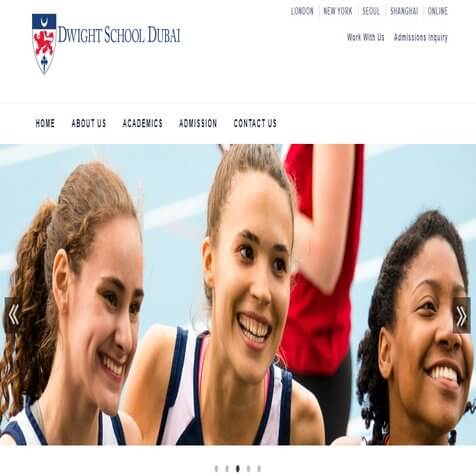 LONDON NEW YORK SEOUL SHANGHAI ONLINE
DWIGHT SCHOOL DUBAI
Work With Us Admissions Inquiry
HOME ABOUT US ACADEMICS ADMISSION CONTACT US